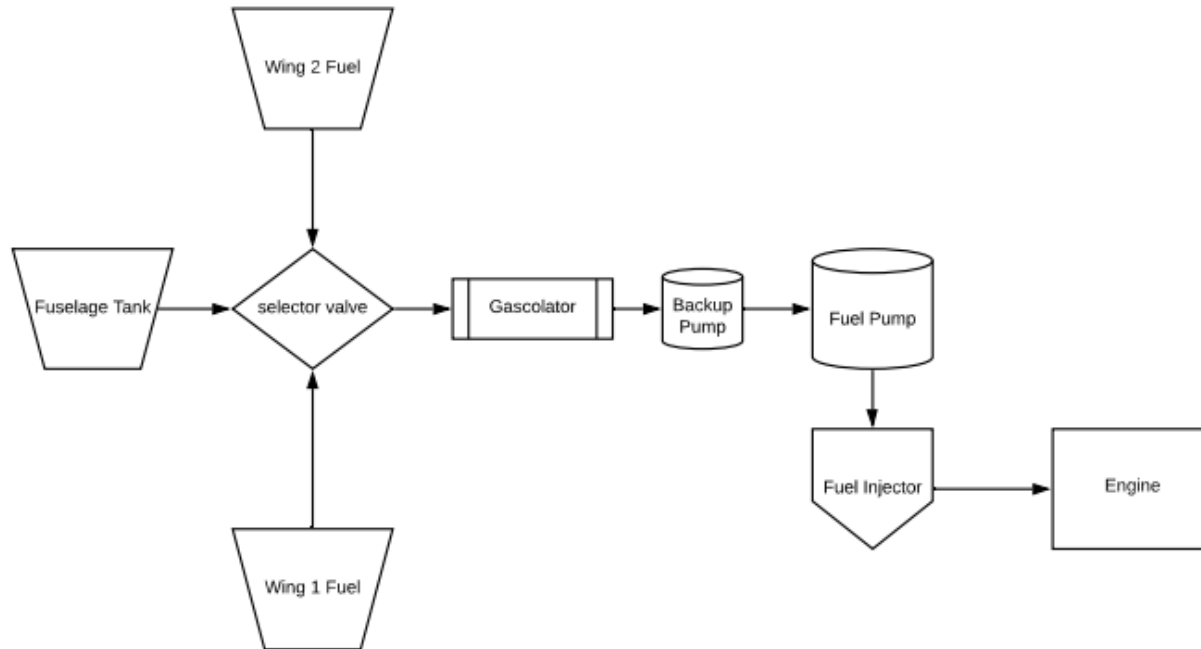 Wing 2 Fuel
Fuselage Tank
selector valve
Gascolator
Backup
Pump
Fuel Pump
Fuel Injector
Engine
Wing 1 Fuel